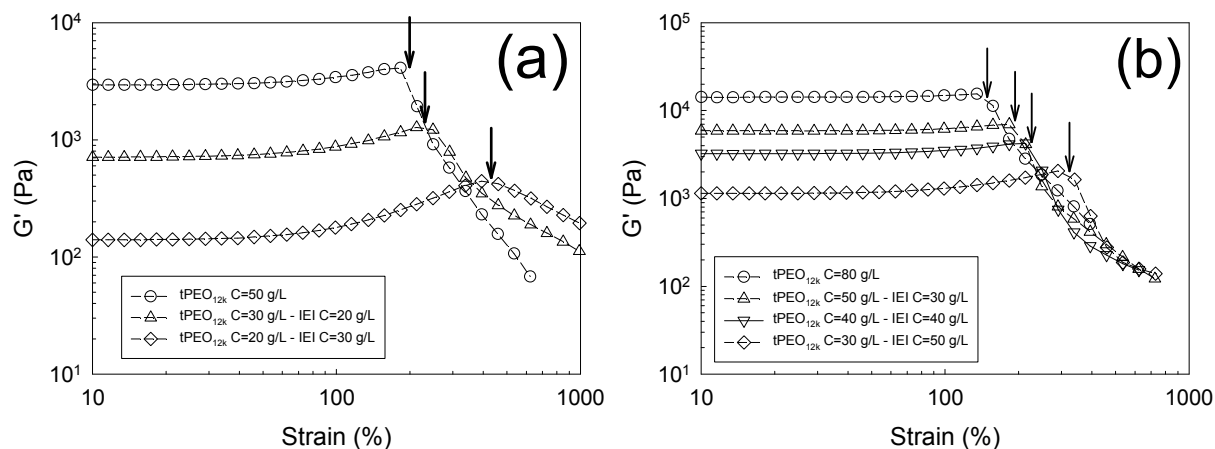 (a)
G' (Pa)
10⁴
10³
10²
10¹
tPEO₁₂ₖ C=50 g/L
tPEO₁₂ₖ C=30 g/L - IEI C=20 g/L
tPEO₁₂ₖ C=20 g/L - IEI C=30 g/L
10 100 1000
Strain (%)
(b)
G' (Pa)
10⁵
10⁴
10³
10²
10¹
tPEO₁₂ₖ C=80 g/L
tPEO₁₂ₖ C=50 g/L - IEI C=30 g/L
tPEO₁₂ₖ C=40 g/L - IEI C=40 g/L
tPEO₁₂ₖ C=30 g/L - IEI C=50 g/L
10 100 1000
Strain (%)